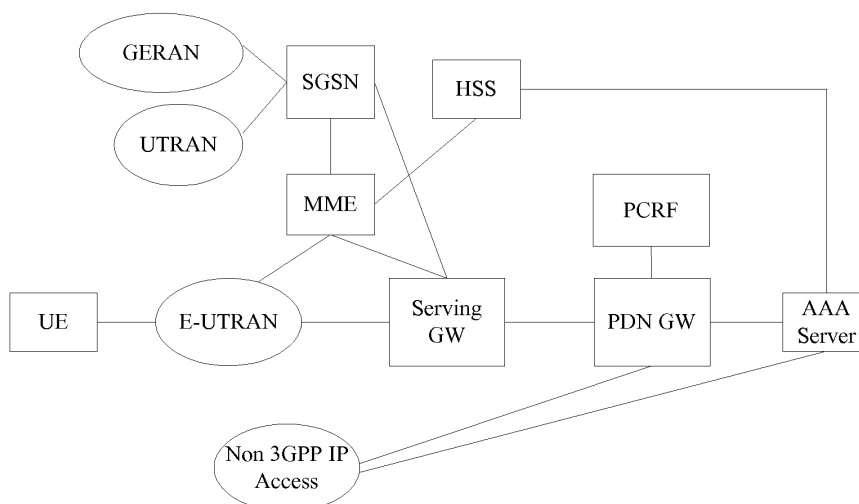 GERAN
SGSN
HSS
UTRAN
MME
PCRF
UE
E-UTRAN
Serving
GW
PDN GW
AAA
Server
Non 3GPP IP
Access